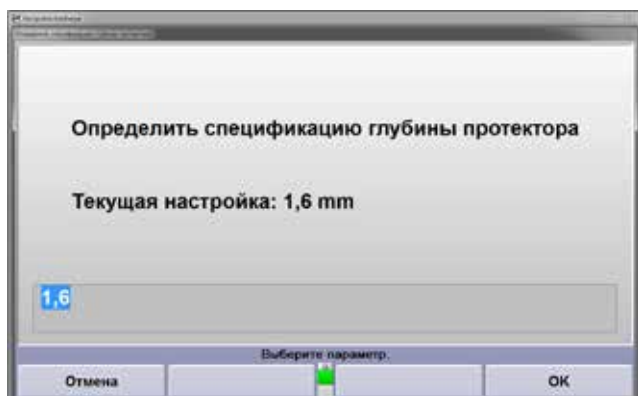 Определить спецификацию глубины протектора
Текущая настройка: 1,6 mm
1,6
Выберите параметр.
Отмена
OK